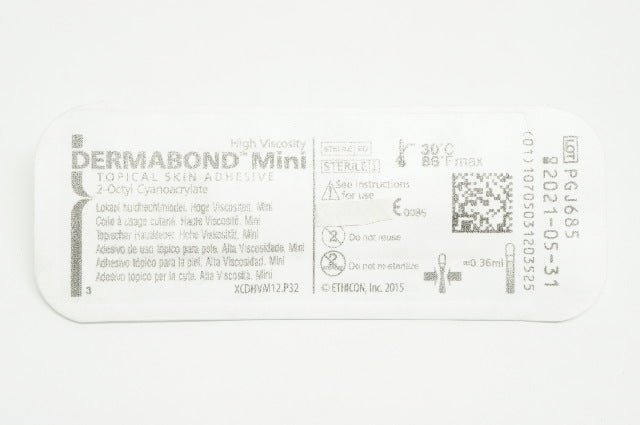 High Viscosity
DERMABOND™ Mini
TOPICAL SKIN ADHESIVE
2-Octyl Cyanoacrylate
Lokaal huidhechtmiddel, Hoge Viscositeit, Mini
Colle à usage cutané, Haute Viscosité, Mini
Topischer Hautkleber, Hohe Viskosität, Mini
Adesivo de uso tópico para pele, Alta Viscosidade, Mini
Adhesivo tópico para la piel, Alta Viscosidad, Mini
Adesivo topico per la cute, Alta Viscosità, Mini
3
XCDHVM12.P32
STERILE EO
STERILE
See instructions
for use
CE 0086
Do not reuse
Do not re-sterilize
© ETHICON, Inc. 2015
30°C
86°F max
≈0.36ml
(01)10705031203525
2021-05-31
LOT PGJ685